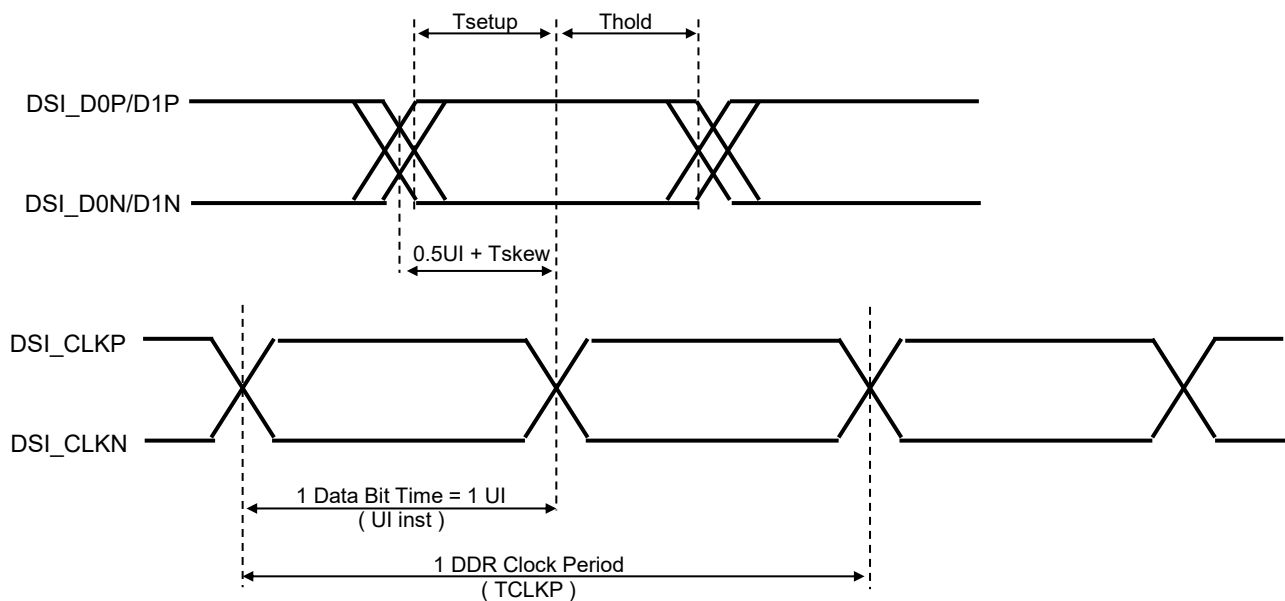 Tsetup
Thold
DSI_D0P/D1P
DSI_D0N/D1N
0.5UI + Tskew
DSI_CLKP
DSI_CLKN
1 Data Bit Time = 1 UI
( UI inst )
1 DDR Clock Period
( TCLKP )